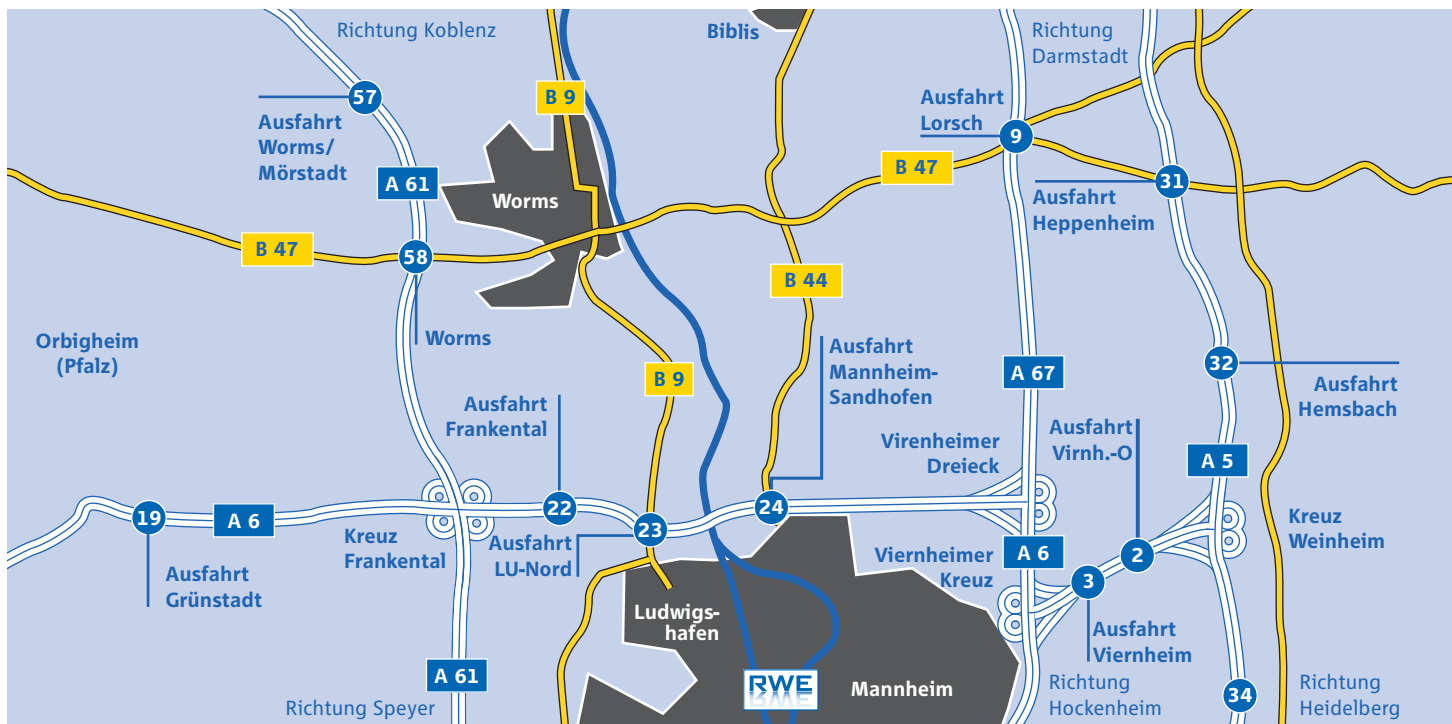 Richtung Koblenz
Biblis
Richtung
Darmstadt
57
B 9
Ausfahrt
Lorsch
9
Ausfahrt
Worms/
Mörstadt
A 61
Worms
B 47
31
Ausfahrt
Heppenheim
B 47
58
B 44
Orbigheim
(Pfalz)
Worms
Ausfahrt
Mannheim-
Sandhofen
B 9
A 67
32
Ausfahrt
Hemsbach
Ausfahrt
Frankental
Virenheimer
Dreieck
Ausfahrt
Virnh.-O
A 5
19
A 6
Kreuz
Frankental
22
23
24
Ausfahrt
LU-Nord
Viernheimer
Kreuz
A 6
2
3
Kreuz
Weinheim
Ausfahrt
Grünstadt
Ludwigs-
hafen
Ausfahrt
Viernheim
A 61
Richtung Speyer
RWE
Mannheim
Richtung
Hockenheim
34
Richtung
Heidelberg